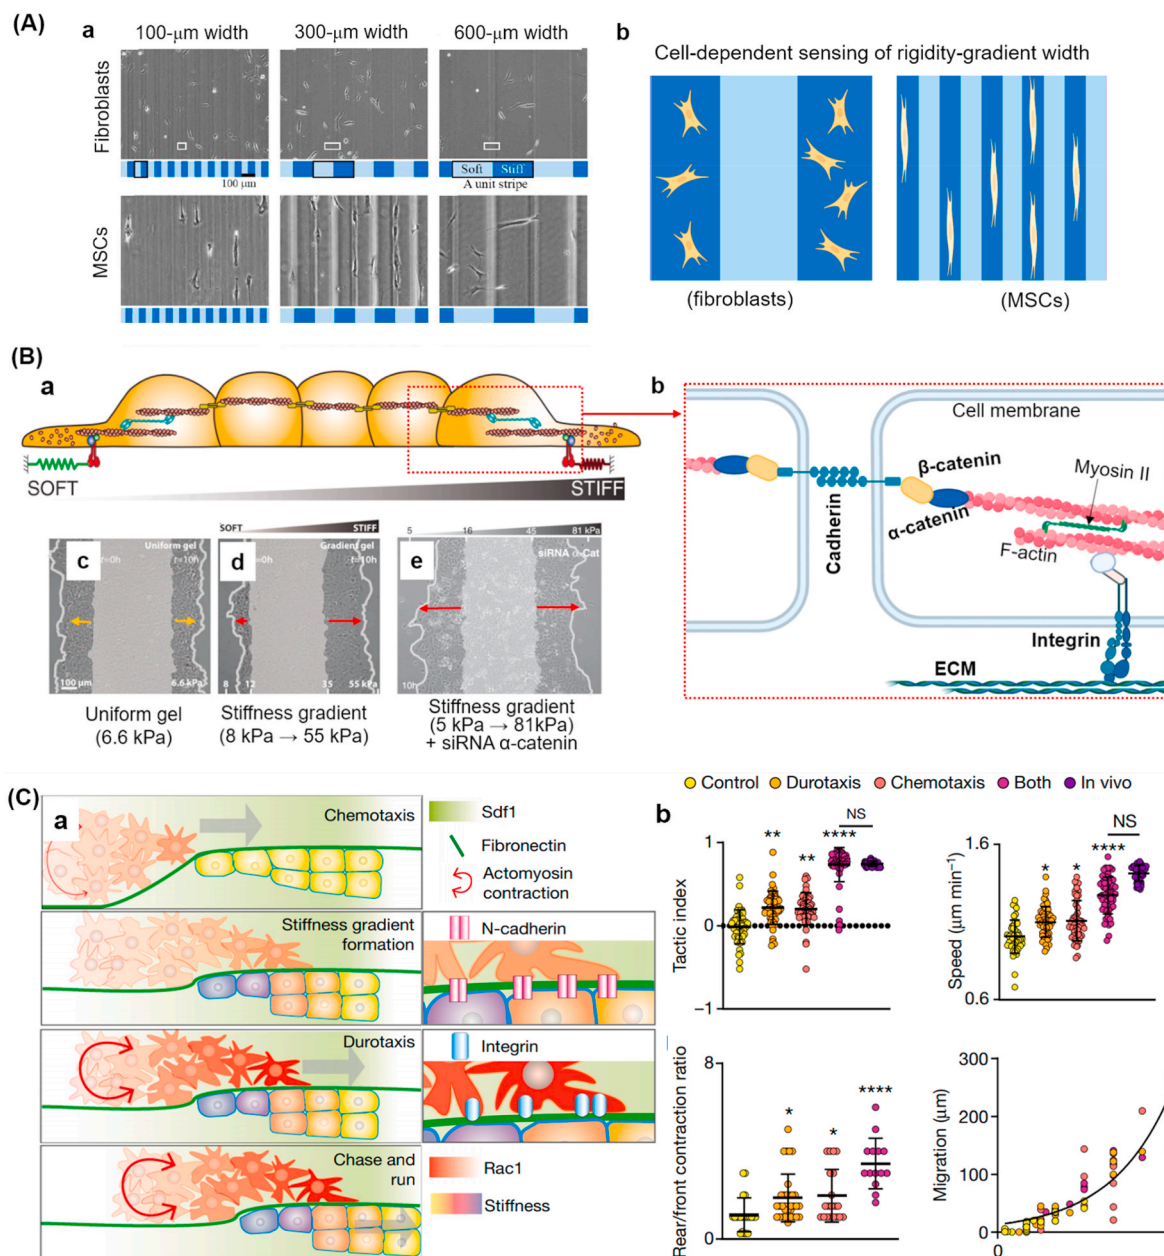 (A)
a
100-μm width
300-μm width
600-μm width
Fibroblasts
100 μm
Soft
Stiff
A unit stripe
MSCs
b
Cell-dependent sensing of rigidity-gradient width
(fibroblasts)
(MSCs)
(B)
a
SOFT
STIFF
c
Uniform gel
t=0h
t=10h
100 μm
6.6 kPa
Uniform gel
(6.6 kPa)
SOFT
STIFF
d
Gradient gel
t=10h
8
12
35
55 kPa
Stiffness gradient
(8 kPa → 55 kPa)
5
16
45
81 kPa
e
siRNA α-Cat
10h
Stiffness gradient
(5 kPa → 81kPa)
+ siRNA α-catenin
b
Cell membrane
β-catenin
Myosin II
α-catenin
Cadherin
F-actin
Integrin
ECM
(C)
a
Chemotaxis
Sdf1
Fibronectin
Actomyosin
contraction
Stiffness gradient
formation
N-cadherin
Durotaxis
Integrin
Chase and
run
Rac1
Stiffness
Control
Durotaxis
Chemotaxis
Both
In vivo
b
Tactic index
1
0
−1
**
**
****
NS
Speed (μm min⁻¹)
1.6
0.6
*
*
****
NS
Rear/front contraction ratio
8
0
*
*
****
Migration (μm)
300
200
100
0
0